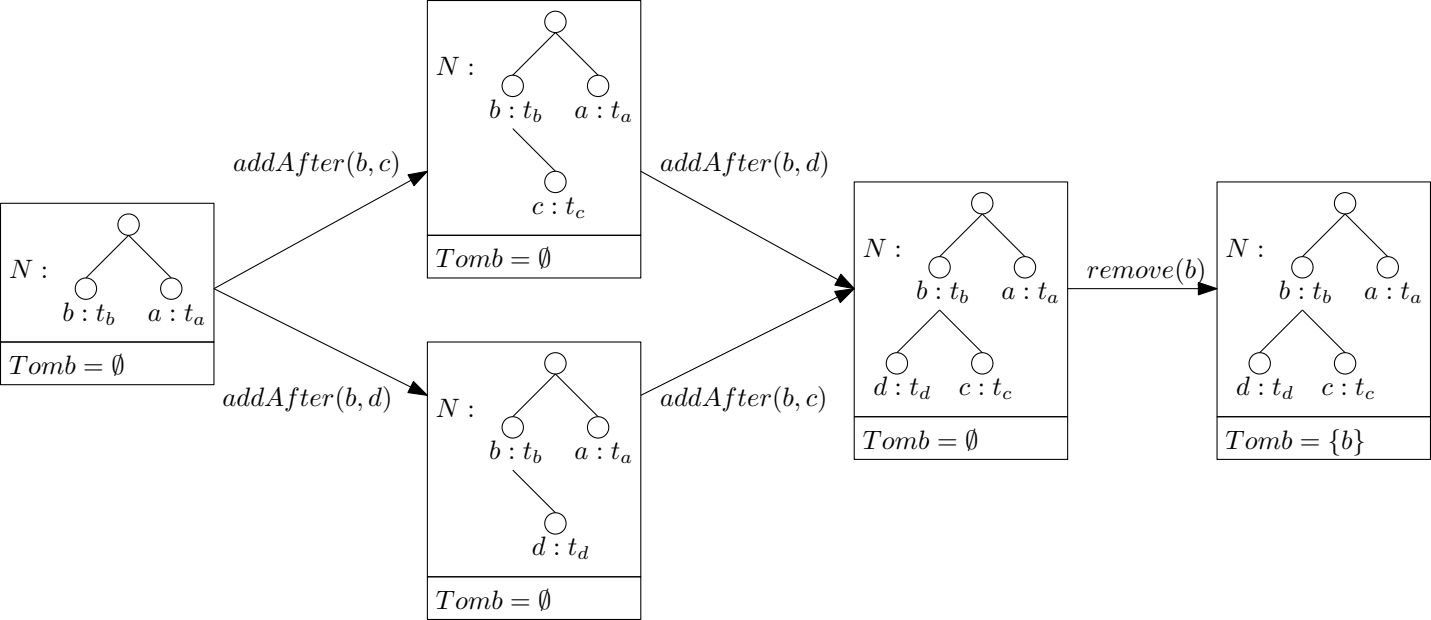 N :
b : t_b a : t_a
Tomb = ∅
addAfter(b, c)
addAfter(b, d)
N :
b : t_b a : t_a
c : t_c
Tomb = ∅
N :
b : t_b a : t_a
d : t_d
Tomb = ∅
addAfter(b, d)
addAfter(b, c)
N :
b : t_b a : t_a
d : t_d c : t_c
Tomb = ∅
remove(b)
N :
b : t_b a : t_a
d : t_d c : t_c
Tomb = {b}